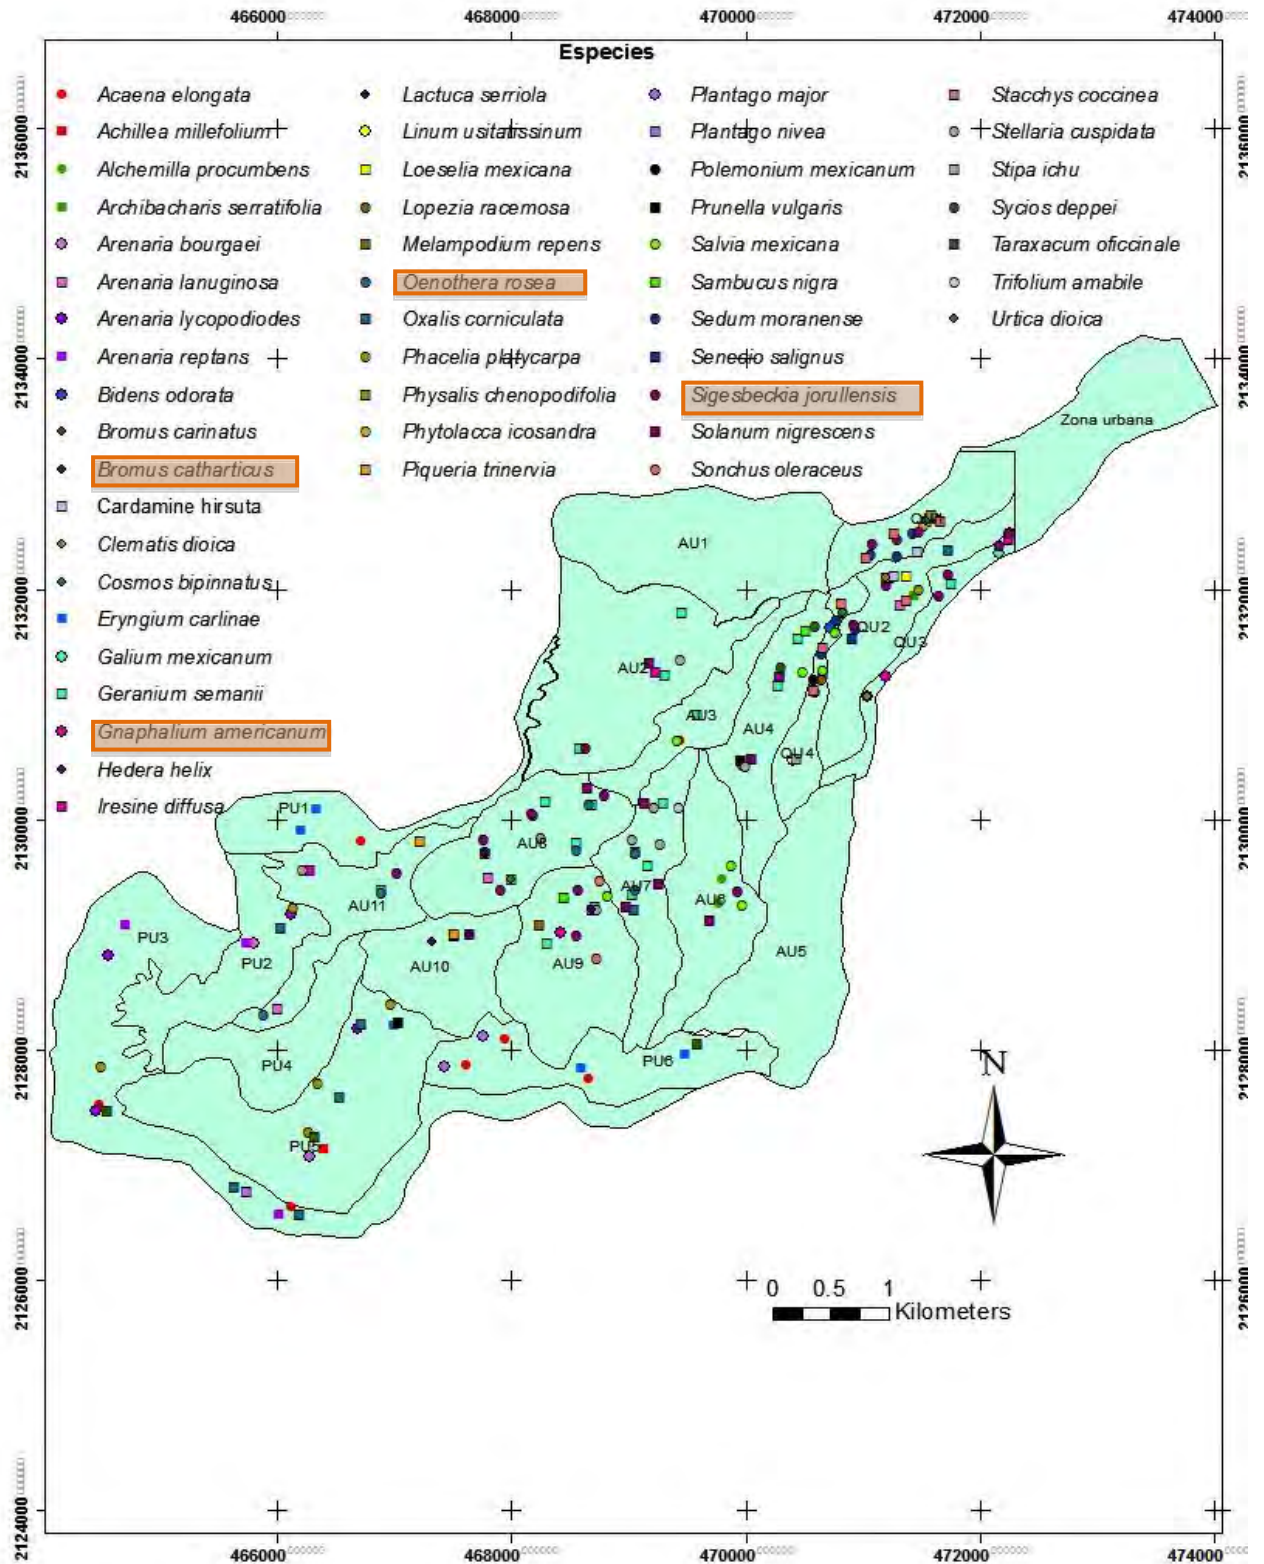 466000 468000 470000 472000 474000
Especies
Acaena elongata
Achillea millefolium
Alchemilla procumbens
Archibacharis serratifolia
Arenaria bourgaei
Arenaria lanuginosa
Arenaria lycopodiodes
Arenaria reptans
Bidens odorata
Bromus carinatus
Bromus catharticus
Cardamine hirsuta
Clematis dioica
Cosmos bipinnatus
Eryngium carlinae
Galium mexicanum
Geranium semanii
Gnaphalium americanum
Hedera helix
Iresine diffusa
Lactuca serriola
Linum usitatissinum
Loeselia mexicana
Lopezia racemosa
Melampodium repens
Oenothera rosea
Oxalis corniculata
Phacelia platycarpa
Physalis chenopodifolia
Phytolacca icosandra
Piqueria trinervia
Plantago major
Plantago nivea
Polemonium mexicanum
Prunella vulgaris
Salvia mexicana
Sambucus nigra
Sedum moranense
Senecio salignus
Sigesbeckia jorullensis
Solanum nigrescens
Sonchus oleraceus
Stacchys coccinea
Stellaria cuspidata
Stipa ichu
Sycios deppei
Taraxacum oficcinale
Trifolium amabile
Urtica dioica
2136000 2136000
2134000 2134000
Zona urbana
AU1
2132000 2132000
QU2
QU3
AU2
AU3
AU4
QU4
PU1
2130000 2130000
AU8
AU7
AU6
AU11
PU3
PU2
AU10
AU9
AU5
2128000 2128000
PU4
PU6
N
PU5
2126000 2126000
0 0.5 1
Kilometers
2124000 2124000
466000 468000 470000 472000 474000